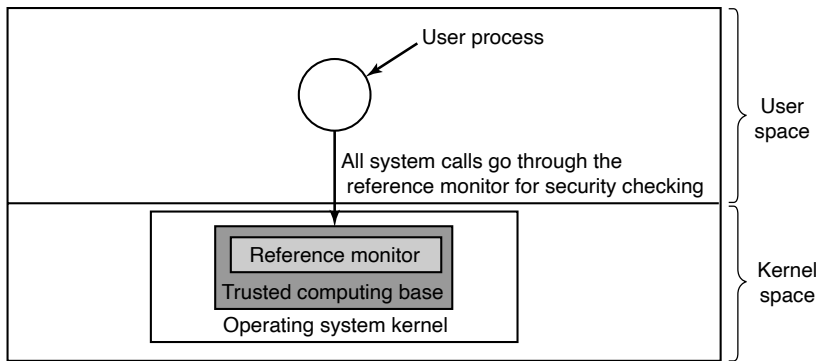 User process
User
space
All system calls go through the
reference monitor for security checking
Reference monitor
Trusted computing base
Operating system kernel
Kernel
space